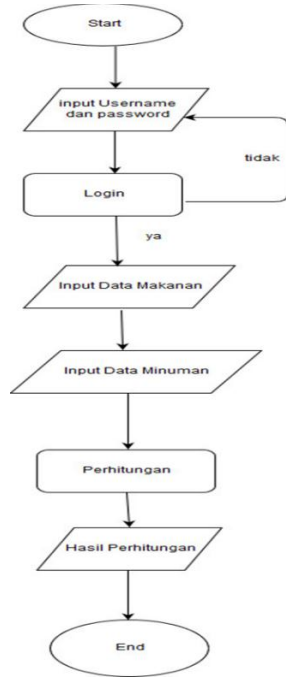 Start
input Username
dan password
tidak
Login
ya
Input Data Makanan
Input Data Minuman
Perhitungan
Hasil Perhitungan
End